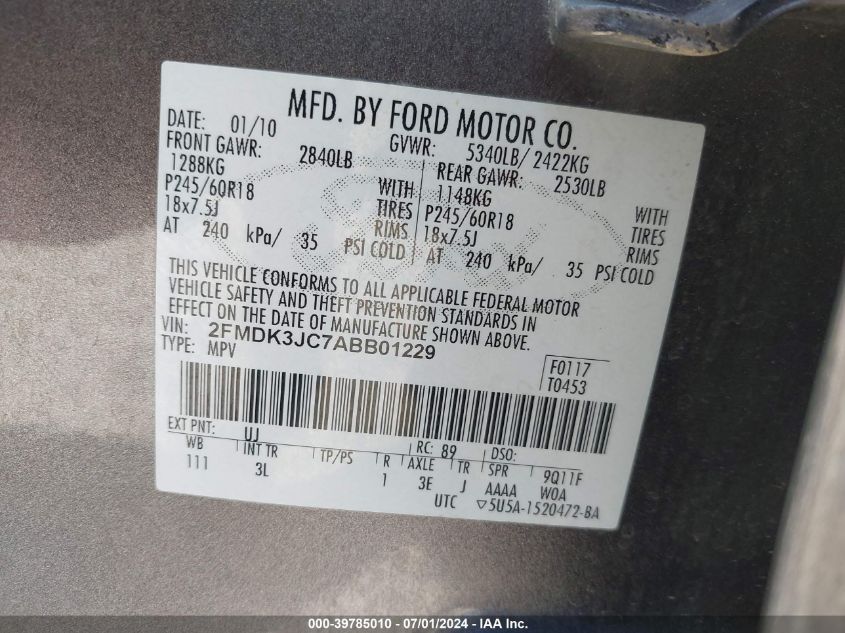 MFD. BY FORD MOTOR CO.
DATE: 01/10 GVWR: 5340LB/ 2422KG
FRONT GAWR: 2840LB REAR GAWR: 2530LB
1288KG WITH 1148KG WITH
P245/60R18 TIRES P245/60R18 TIRES
18x7.5J RIMS 18x7.5J RIMS
AT 240 kPa/ 35 PSI COLD AT 240 kPa/ 35 PSI COLD
THIS VEHICLE CONFORMS TO ALL APPLICABLE FEDERAL MOTOR
VEHICLE SAFETY AND THEFT PREVENTION STANDARDS IN
EFFECT ON THE DATE OF MANUFACTURE SHOWN ABOVE.
VIN: 2FMDK3JC7ABB01229
TYPE: MPV
F0117
T0453
EXT PNT: UJ RC: 89 DSO:
WB INT TR TP/PS R AXLE TR SPR 9Q11F
111 3L 1 3E J AAAA W0A
UTC ▽5U5A-1520472-BA
000-39785010 - 07/01/2024 - IAA Inc.